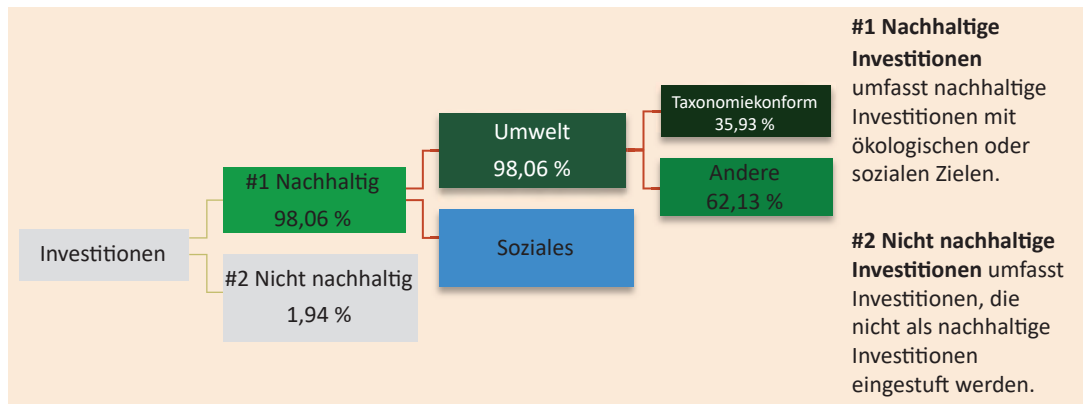 Investitionen
#1 Nachhaltig
98,06 %
#2 Nicht nachhaltig
1,94 %
Umwelt
98,06 %
Soziales
Taxonomiekonform
35,93 %
Andere
62,13 %
#1 Nachhaltige
Investitionen
umfasst nachhaltige
Investitionen mit
ökologischen oder
sozialen Zielen.
#2 Nicht nachhaltige
Investitionen umfasst
Investitionen, die
nicht als nachhaltige
Investitionen
eingestuft werden.